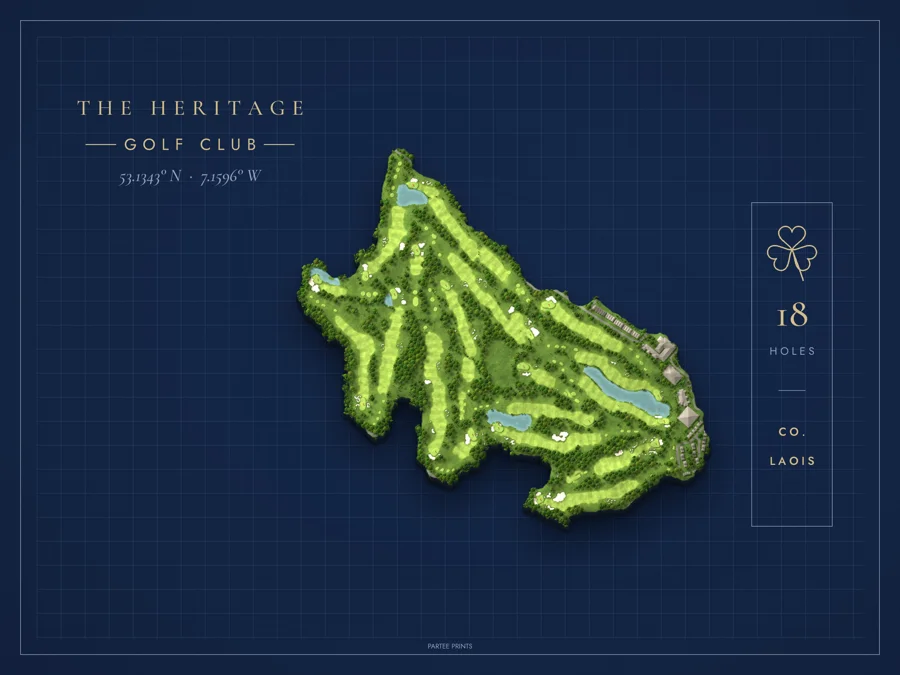 THE HERITAGE
GOLF CLUB
53.1343° N · 7.1596° W
18
HOLES
CO.
LAOIS
PARTEE PRINTS